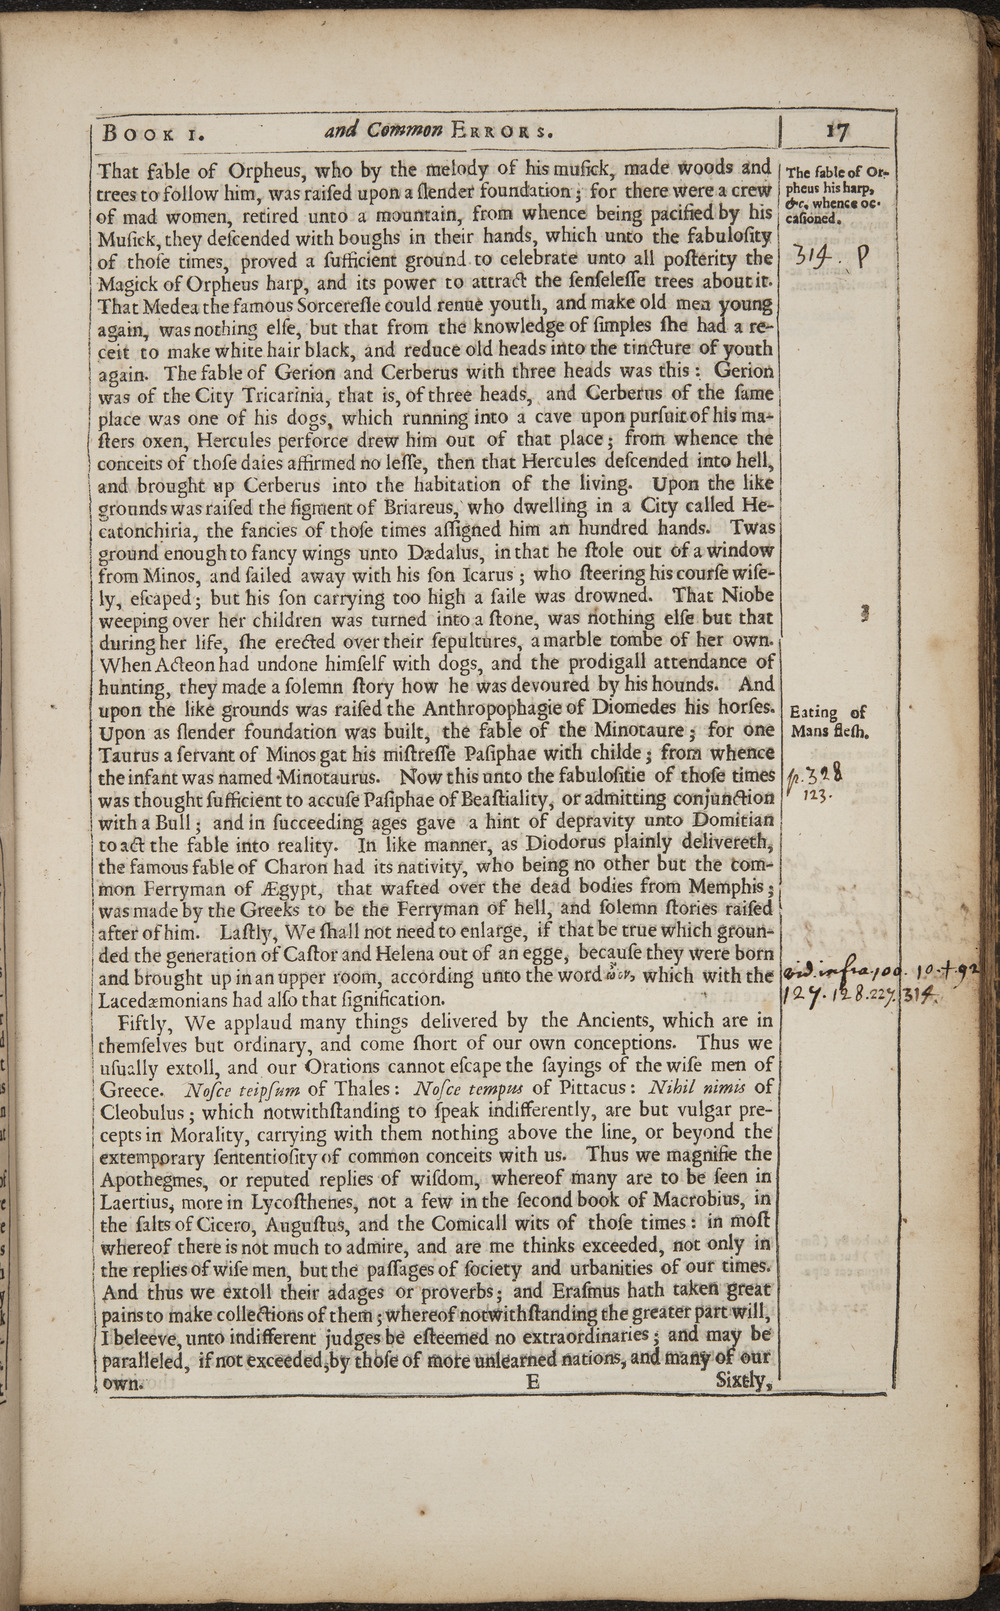 BOOK I. and Common ERRORS. 17
That fable of Orpheus, who by the melody of his muſick, made woods and
trees to follow him, was raiſed upon a ſlender foundation; for there were a crew
of mad women, retired unto a mountain, from whence being pacified by his
Muſick, they deſcended with boughs in their hands, which unto the fabuloſity
of thoſe times, proved a ſufficient ground to celebrate unto all poſterity the
Magick of Orpheus harp, and its power to attract the ſenſeleſſe trees about it.
That Medea the famous Sorcereſſe could renue youth, and make old men young
again, was nothing elſe, but that from the knowledge of ſimples ſhe had a re-
ceit to make white hair black, and reduce old heads into the tincture of youth
again. The fable of Gerion and Cerberus with three heads was this: Gerion
was of the City Tricarinia, that is, of three heads, and Cerberus of the ſame
place was one of his dogs, which running into a cave upon purſuit of his ma-
ſters oxen, Hercules perforce drew him out of that place; from whence the
conceits of thoſe daies affirmed no leſſe, then that Hercules deſcended into hell,
and brought up Cerberus into the habitation of the living. Upon the like
grounds was raiſed the figment of Briareus, who dwelling in a City called He-
catonchiria, the fancies of thoſe times aſſigned him an hundred hands. Twas
ground enough to fancy wings unto Dædalus, in that he ſtole out of a window
from Minos, and ſailed away with his ſon Icarus; who ſteering his courſe wiſe-
ly, eſcaped; but his ſon carrying too high a ſaile was drowned. That Niobe
weeping over her children was turned into a ſtone, was nothing elſe but that
during her life, ſhe erected over their ſepultures, a marble tombe of her own.
When Acteon had undone himſelf with dogs, and the prodigall attendance of
hunting, they made a ſolemn ſtory how he was devoured by his hounds. And
upon the like grounds was raiſed the Anthropophagie of Diomedes his horſes.
Upon as ſlender foundation was built, the fable of the Minotaure; for one
Taurus a ſervant of Minos gat his miſtreſſe Paſiphae with childe; from whence
the infant was named Minotaurus. Now this unto the fabuloſitie of thoſe times
was thought ſufficient to accuſe Paſiphae of Beaſtiality, or admitting conjunction
with a Bull; and in ſucceeding ages gave a hint of depravity unto Domitian
to act the fable into reality. In like manner, as Diodorus plainly delivereth,
the famous fable of Charon had its nativity, who being no other but the com-
mon Ferryman of Ægypt, that wafted over the dead bodies from Memphis;
was made by the Greeks to be the Ferryman of hell, and ſolemn ſtories raiſed
after of him. Laſtly, We ſhall not need to enlarge, if that be true which groun-
ded the generation of Caſtor and Helena out of an egge, becauſe they were born
and brought up in an upper room, according unto the word ὠὸν, which with the
Lacedæmonians had alſo that ſignification.
Fiftly, We applaud many things delivered by the Ancients, which are in
themſelves but ordinary, and come ſhort of our own conceptions. Thus we
uſually extoll, and our Orations cannot eſcape the ſayings of the wiſe men of
Greece. Noſce teipſum of Thales: Noſce tempus of Pittacus: Nihil nimis of
Cleobulus; which notwithſtanding to ſpeak indifferently, are but vulgar pre-
cepts in Morality, carrying with them nothing above the line, or beyond the
extemporary ſententioſity of common conceits with us. Thus we magnifie the
Apothegmes, or reputed replies of wiſdom, whereof many are to be ſeen in
Laertius, more in Lycoſthenes, not a few in the ſecond book of Macrobius, in
the ſalts of Cicero, Auguſtus, and the Comicall wits of thoſe times: in moſt
whereof there is not much to admire, and are me thinks exceeded, not only in
the replies of wiſe men, but the paſſages of ſociety and urbanities of our times.
And thus we extoll their adages or proverbs; and Eraſmus hath taken great
pains to make collections of them; whereof notwithſtanding the greater part will,
I beleeve, unto indifferent judges be eſteemed no extraordinaries; and may be
paralleled, if not exceeded, by thoſe of more unlearned nations, and many of our
own. E Sixtly,
The fable of Or-
pheus his harp,
&c. whence oc-
caſioned.
314. P
Eating of
Mans fleſh.
p. 328
123.
vid. infra. 100. 10.+.92
127. 128. 227. 314.